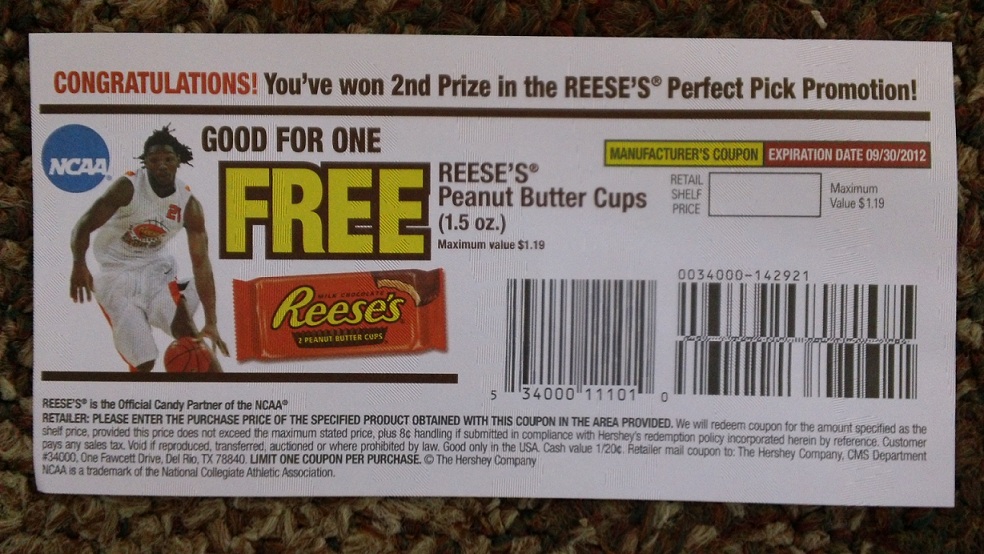 CONGRATULATIONS! You've won 2nd Prize in the REESE'S® Perfect Pick Promotion!
NCAA®
GOOD FOR ONE
FREE
REESE'S®
Peanut Butter Cups
(1.5 oz.)
Maximum value $1.19
MANUFACTURER'S COUPON EXPIRATION DATE 09/30/2012
RETAIL
SHELF
PRICE
Maximum
Value $1.19
21
MILK CHOCOLATE
Reese's
2 PEANUT BUTTER CUPS
0034000-142921
5 34000 11101 0
REESE'S® is the Official Candy Partner of the NCAA®
RETAILER: PLEASE ENTER THE PURCHASE PRICE OF THE SPECIFIED PRODUCT OBTAINED WITH THIS COUPON IN THE AREA PROVIDED. We will redeem coupon for the amount specified as the
shelf price, provided this price does not exceed the maximum stated price, plus 8¢ handling if submitted in compliance with Hershey's redemption policy incorporated herein by reference. Customer
pays any sales tax. Void if reproduced, transferred, auctioned or where prohibited by law. Good only in the USA. Cash value 1/20¢. Retailer mail coupon to: The Hershey Company, CMS Department
#34000, One Fawcett Drive, Del Rio, TX 78840. LIMIT ONE COUPON PER PURCHASE. © The Hershey Company
NCAA is a trademark of the National Collegiate Athletic Association.